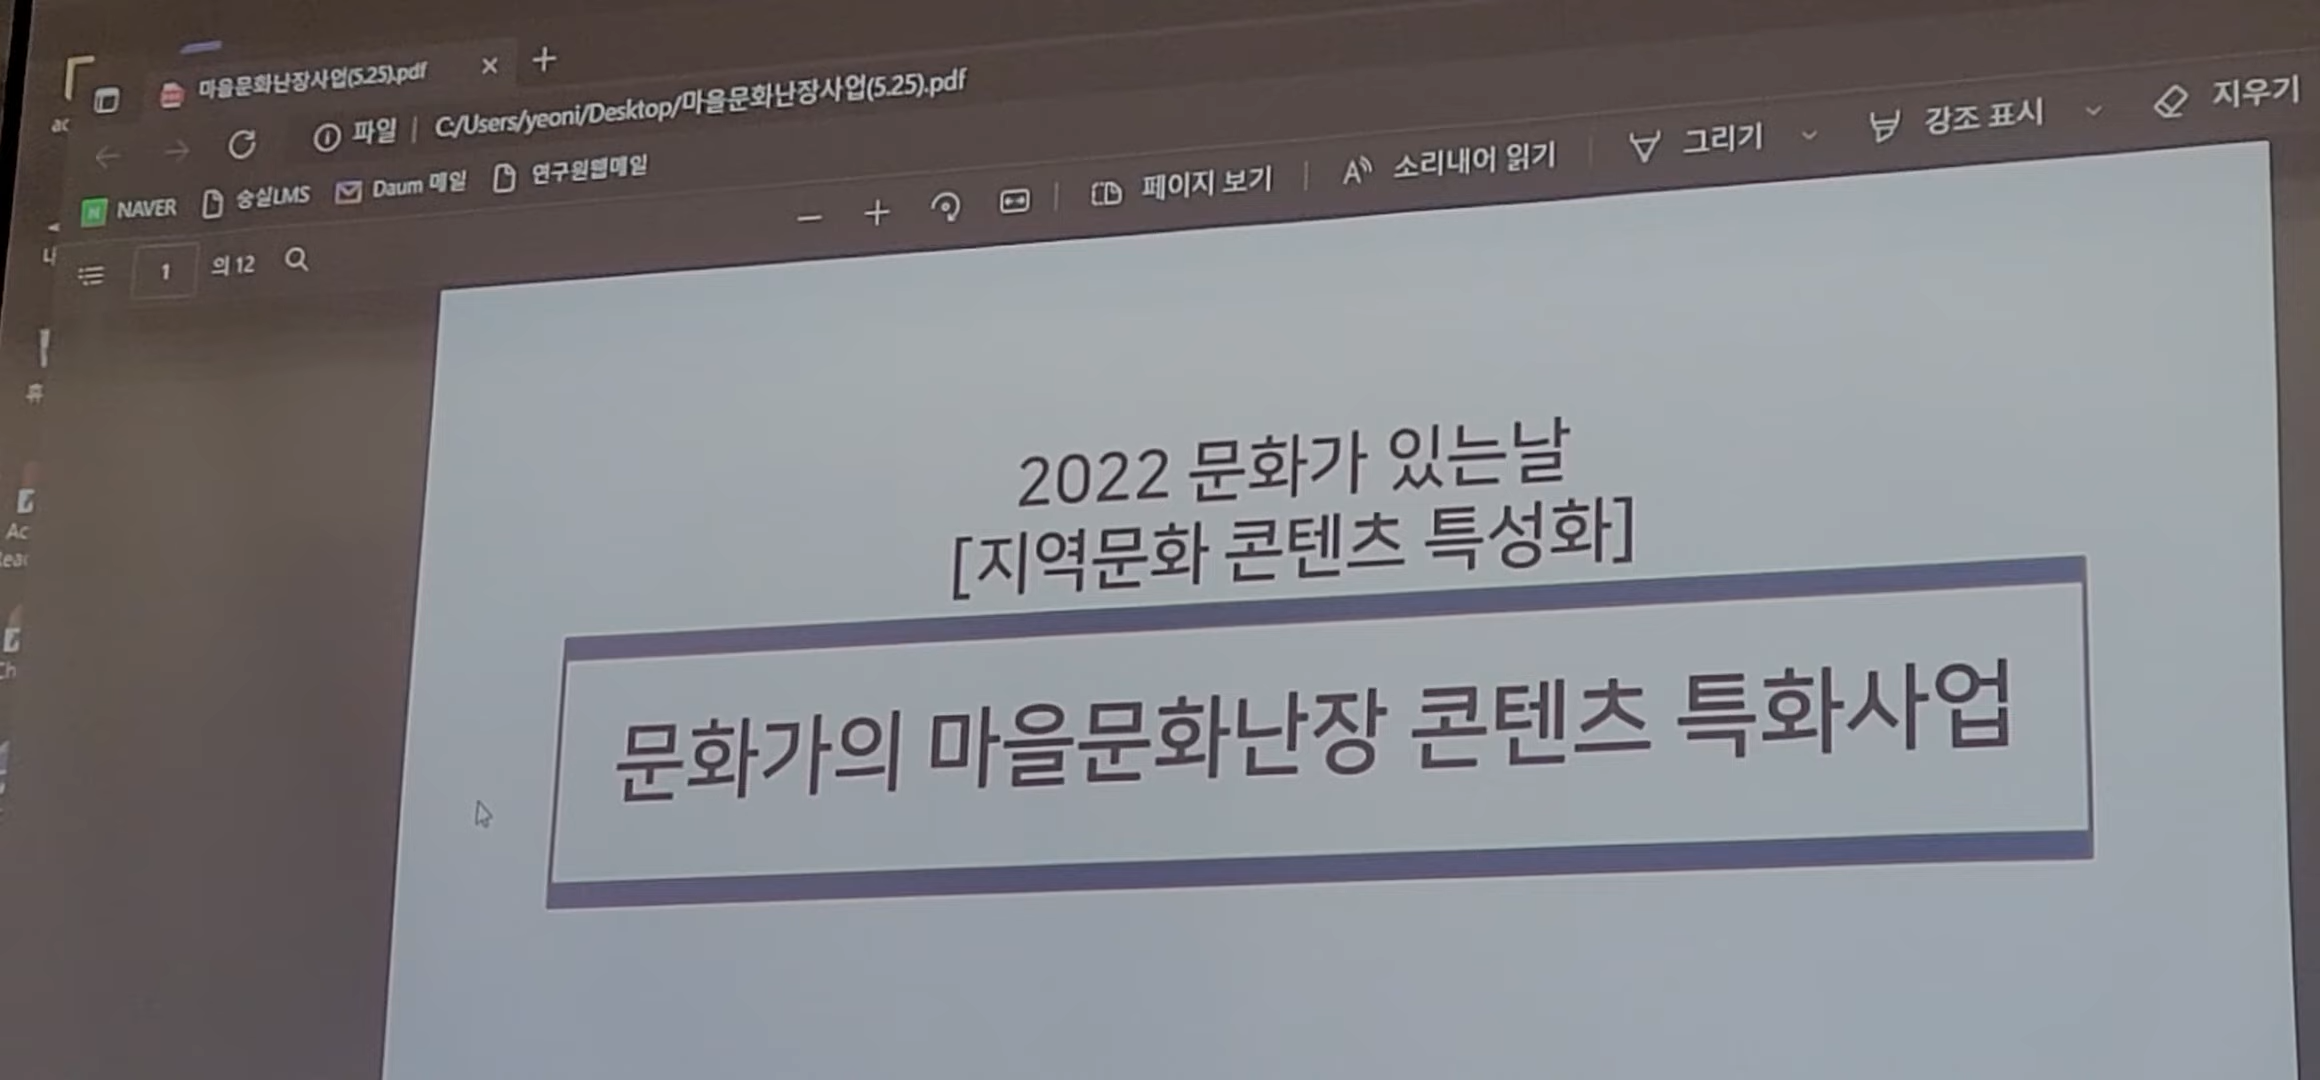 마을문화난장사업(5.25).pdf
파일 | C:/Users/yeoni/Desktop/마을문화난장사업(5.25).pdf
NAVER 숭실LMS Daum 메일 연구원웹메일
1 의 12
페이지 보기 소리내어 읽기 그리기 강조 표시 지우기
2022 문화가 있는날
[지역문화 콘텐츠 특성화]
문화가의 마을문화난장 콘텐츠 특화사업